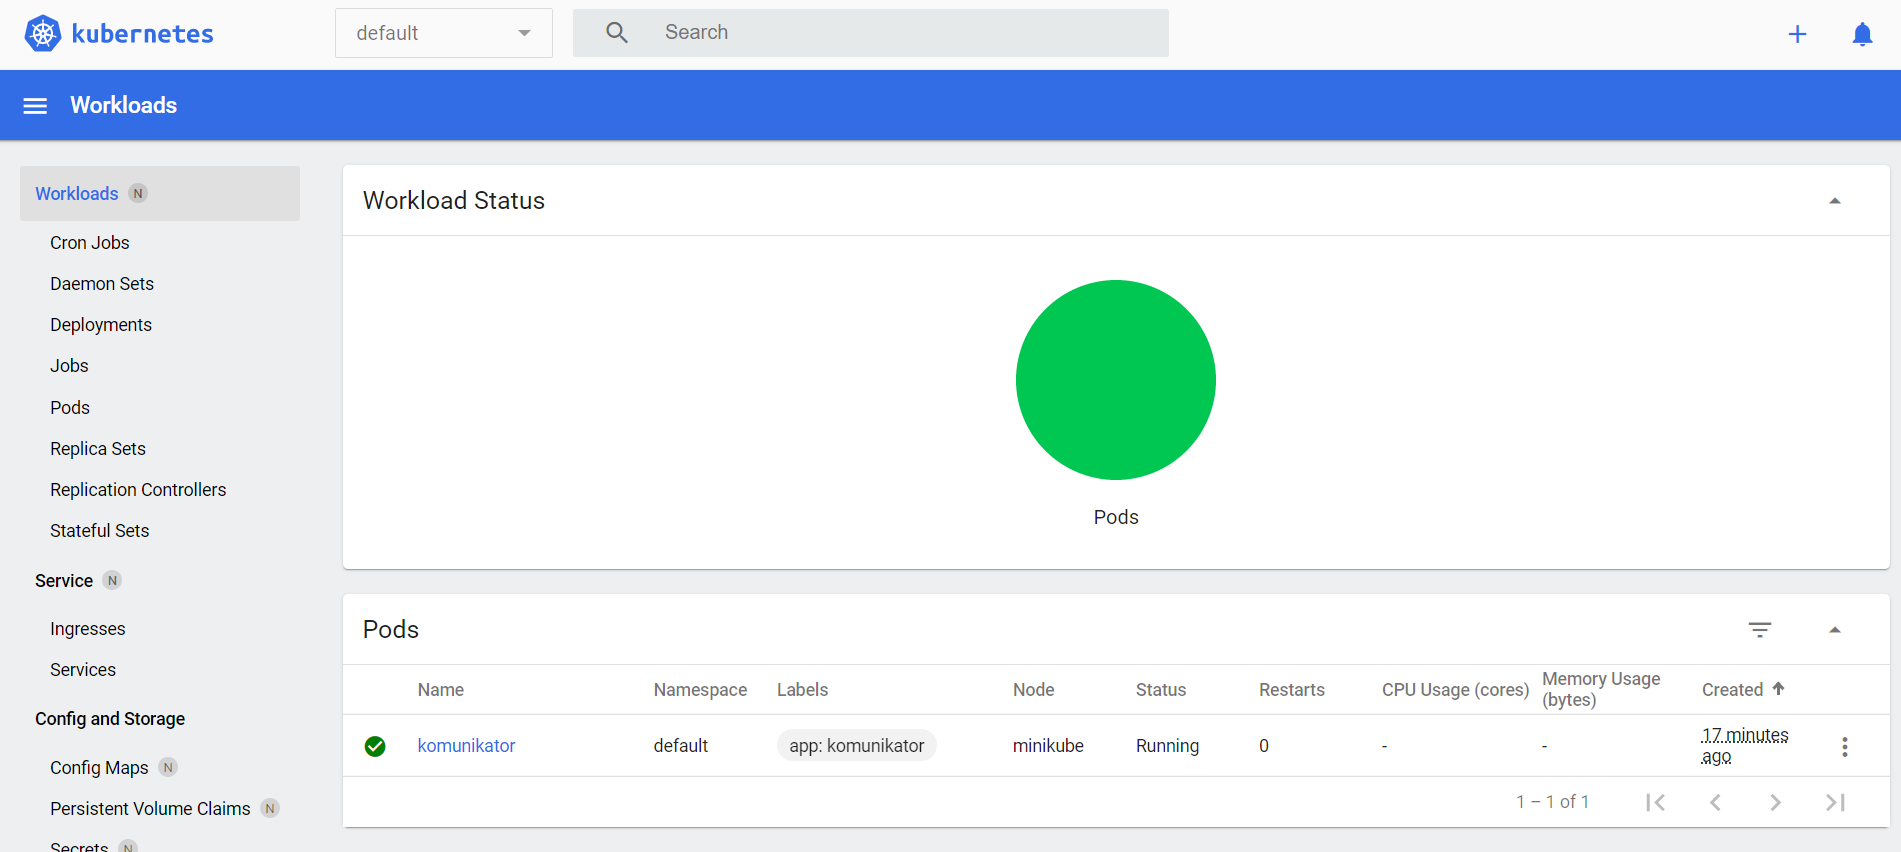 kubernetes
default
Search
Workloads
Workloads N
Cron Jobs
Daemon Sets
Deployments
Jobs
Pods
Replica Sets
Replication Controllers
Stateful Sets
Service N
Ingresses
Services
Config and Storage
Config Maps N
Persistent Volume Claims N
Secrets N
Workload Status
Pods
Pods
Name Namespace Labels Node Status Restarts CPU Usage (cores) Memory Usage (bytes) Created
komunikator default app: komunikator minikube Running 0 - - 17 minutes ago
1 – 1 of 1